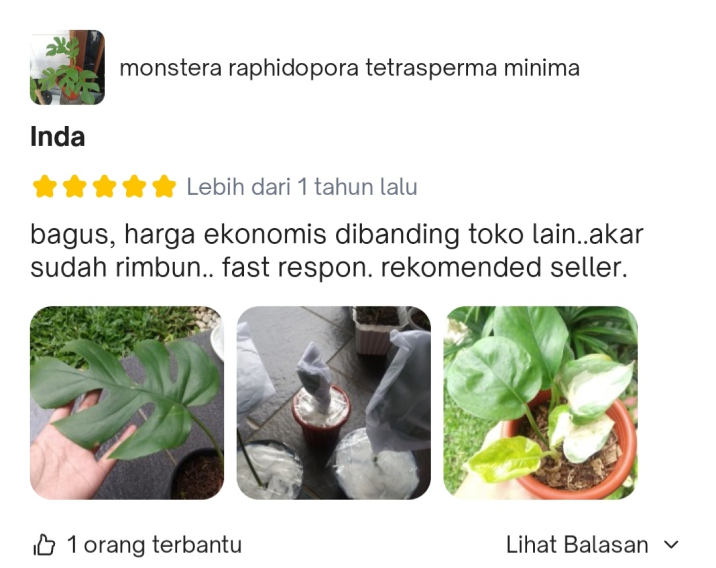 monstera raphidopora tetrasperma minima
Inda
Lebih dari 1 tahun lalu
bagus, harga ekonomis dibanding toko lain..akar
sudah rimbun.. fast respon. rekomended seller.
1 orang terbantu
Lihat Balasan